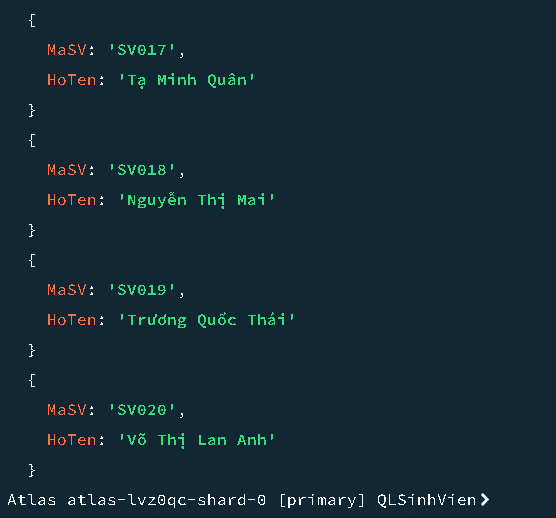 {
MaSV: 'SV017',
HoTen: 'Tạ Minh Quân'
}
{
MaSV: 'SV018',
HoTen: 'Nguyễn Thị Mai'
}
{
MaSV: 'SV019',
HoTen: 'Trương Quốc Thái'
}
{
MaSV: 'SV020',
HoTen: 'Võ Thị Lan Anh'
}
Atlas atlas-lvz0qc-shard-0 [primary] QLSinhVien>